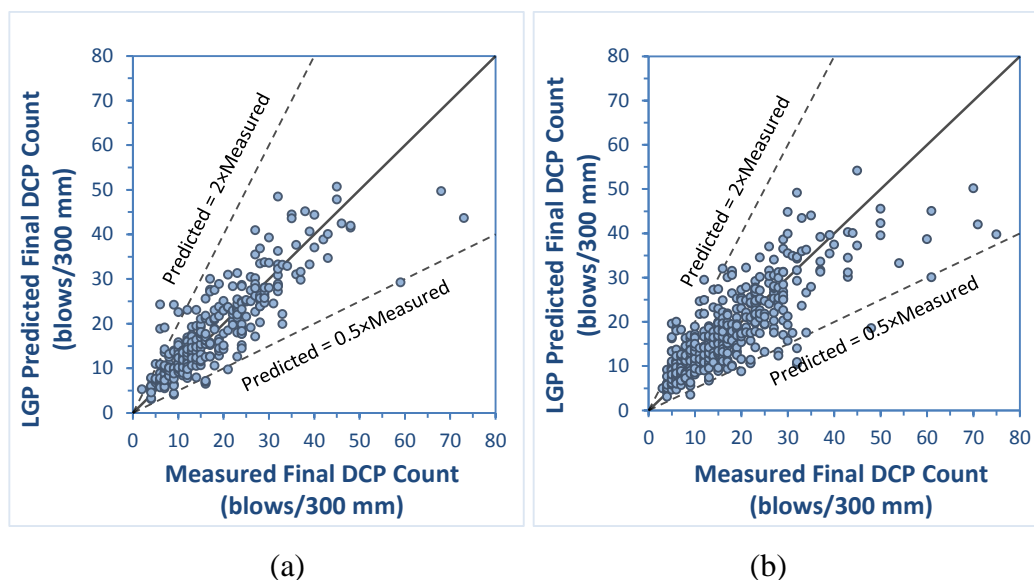 LGP Predicted Final DCP Count
(blows/300 mm)
80
70
60
50
40
30
20
10
0
Predicted = 2×Measured
Predicted = 0.5×Measured
0 10 20 30 40 50 60 70 80
Measured Final DCP Count
(blows/300 mm)
(a)
LGP Predicted Final DCP Count
(blows/300 mm)
80
70
60
50
40
30
20
10
0
Predicted = 2×Measured
Predicted = 0.5×Measured
0 10 20 30 40 50 60 70 80
Measured Final DCP Count
(blows/300 mm)
(b)